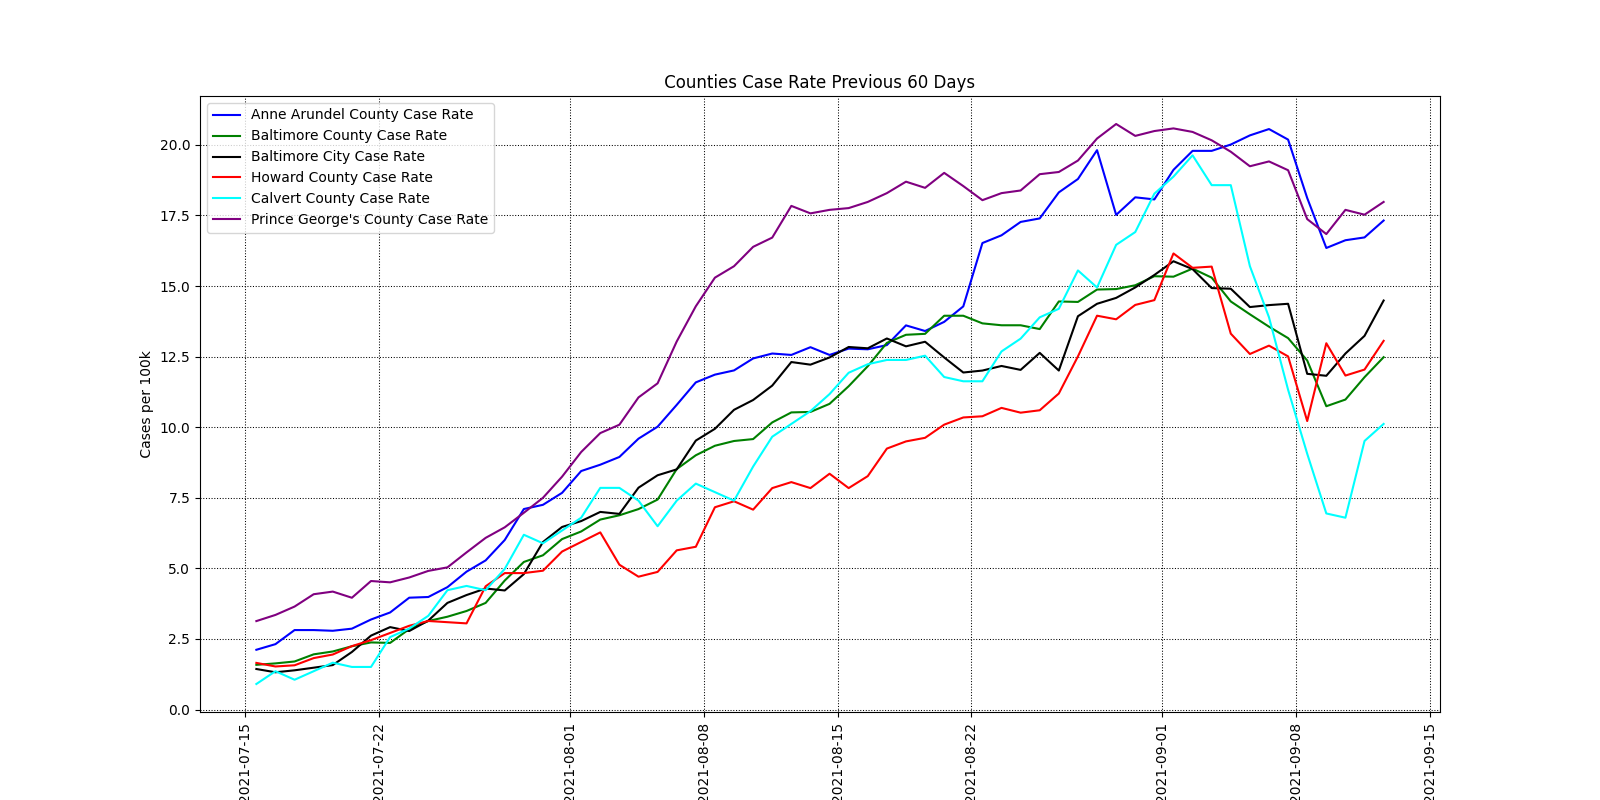 Counties Case Rate Previous 60 Days
Anne Arundel County Case Rate
Baltimore County Case Rate
Baltimore City Case Rate
Howard County Case Rate
Calvert County Case Rate
Prince George's County Case Rate
Cases per 100k
20.0
17.5
15.0
12.5
10.0
7.5
5.0
2.5
0.0
2021-07-15
2021-07-22
2021-08-01
2021-08-08
2021-08-15
2021-08-22
2021-09-01
2021-09-08
2021-09-15